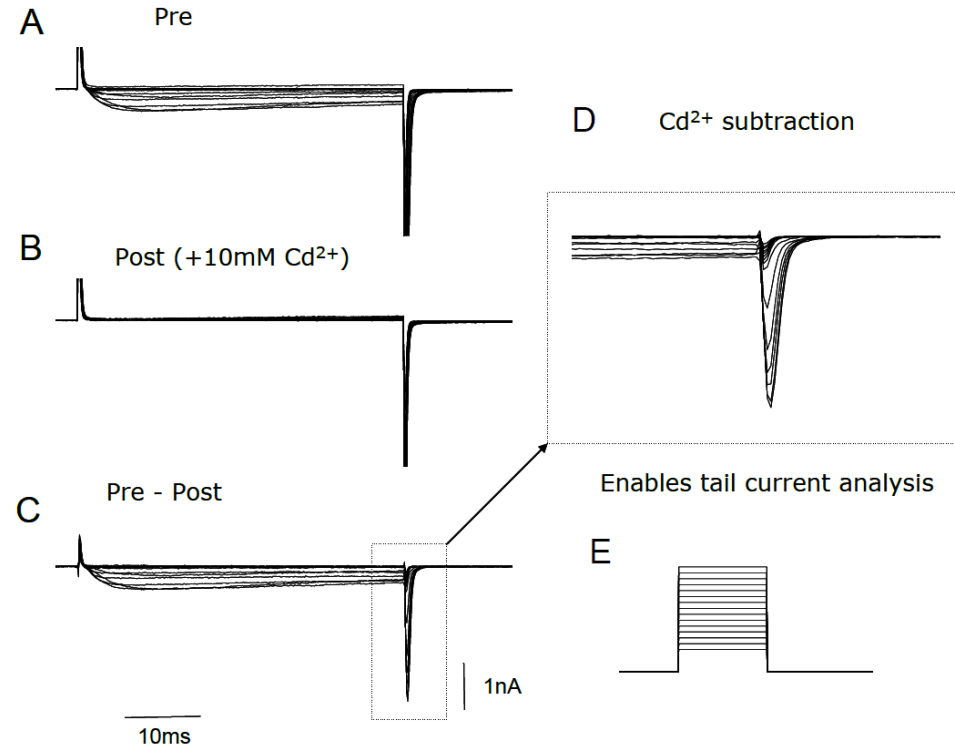 A
Pre
B
Post (+10mM Cd²⁺)
C
Pre - Post
1nA
10ms
D
Cd²⁺ subtraction
Enables tail current analysis
E